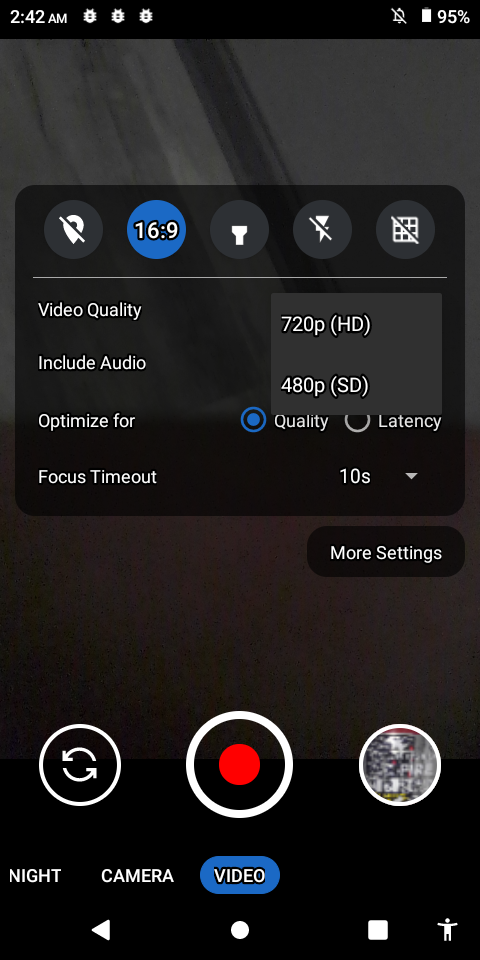 2:42 AM
95%
16:9
Video Quality
720p (HD)
Include Audio
480p (SD)
Optimize for
Quality
Latency
Focus Timeout
10s
More Settings
NIGHT
CAMERA
VIDEO